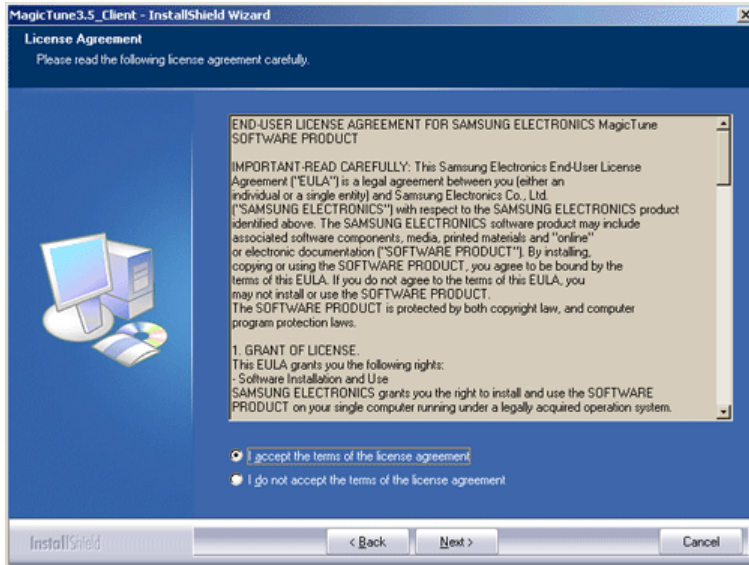 MagicTune3.5_Client - InstallShield Wizard
License Agreement
Please read the following license agreement carefully.
END-USER LICENSE AGREEMENT FOR SAMSUNG ELECTRONICS MagicTune
SOFTWARE PRODUCT
IMPORTANT-READ CAREFULLY: This Samsung Electronics End-User License
Agreement ("EULA") is a legal agreement between you (either an
individual or a single entity) and Samsung Electronics Co., Ltd.
("SAMSUNG ELECTRONICS") with respect to the SAMSUNG ELECTRONICS product
identified above. The SAMSUNG ELECTRONICS software product may include
associated software components, media, printed materials and "online"
or electronic documentation ("SOFTWARE PRODUCT"). By installing,
copying or using the SOFTWARE PRODUCT, you agree to be bound by the
terms of this EULA. If you do not agree to the terms of this EULA, you
may not install or use the SOFTWARE PRODUCT.
The SOFTWARE PRODUCT is protected by both copyright law, and computer
program protection laws.
1. GRANT OF LICENSE.
This EULA grants you the following rights:
- Software Installation and Use
SAMSUNG ELECTRONICS grants you the right to install and use the SOFTWARE
PRODUCT on your single computer running under a legally acquired operation system.
I accept the terms of the license agreement
I do not accept the terms of the license agreement
InstallShield
< Back
Next >
Cancel